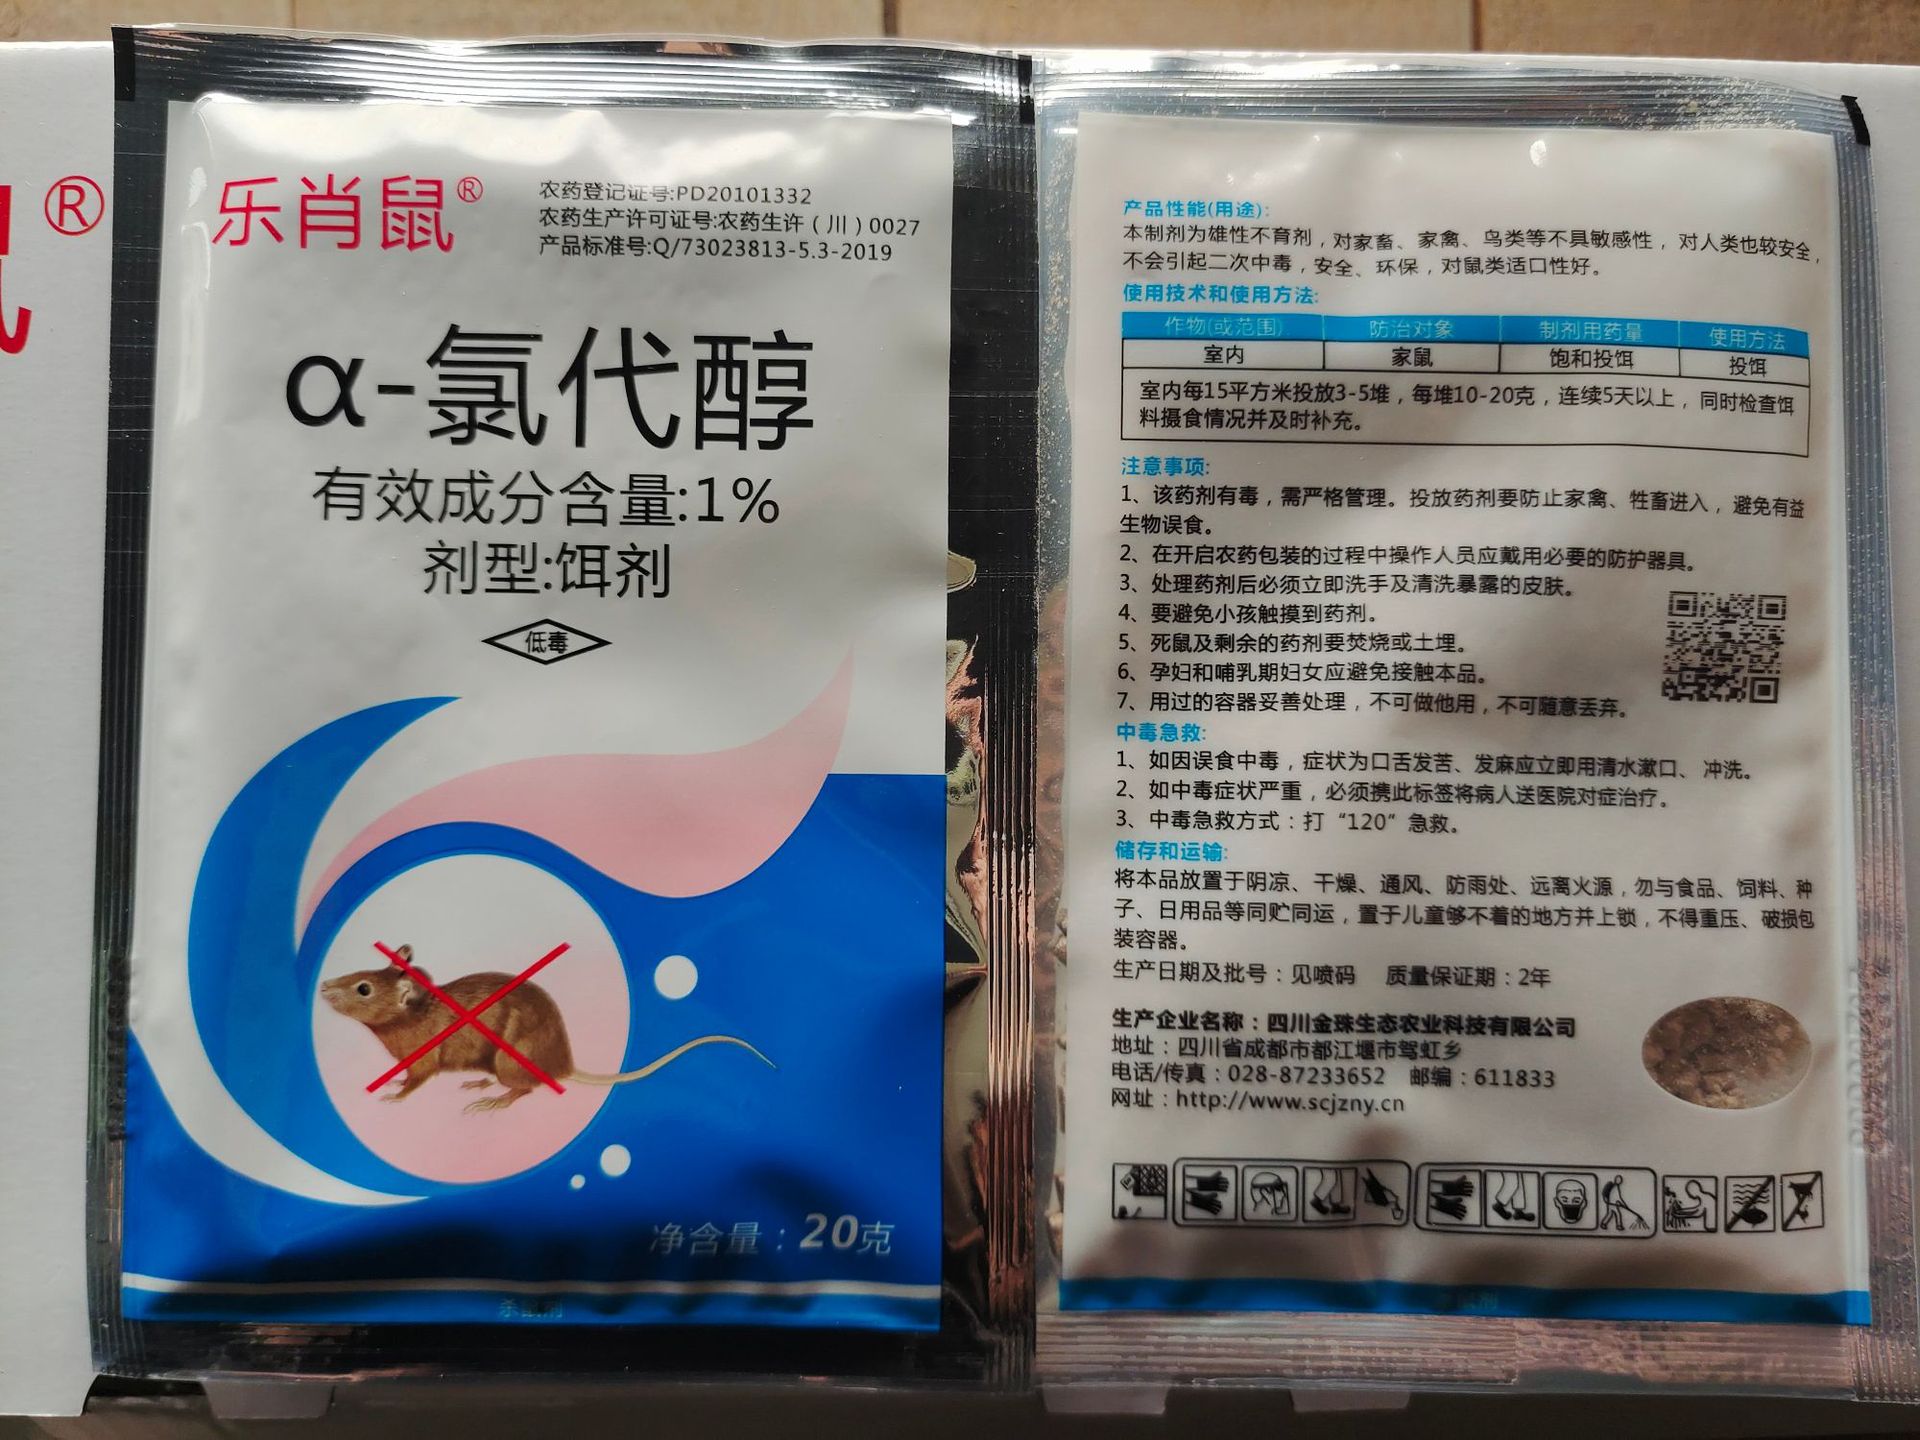 ®
乐肖鼠®
农药登记证号:PD20101332
农药生产许可证号:农药生许（川）0027
产品标准号:Q/73023813-5.3-2019
α-氯代醇
有效成分含量:1%
剂型:饵剂
低毒
净含量：20克
杀鼠剂
产品性能(用途):
本制剂为雄性不育剂，对家畜、家禽、鸟类等不具敏感性，对人类也较安全，
不会引起二次中毒，安全、环保，对鼠类适口性好。
使用技术和使用方法:
作物(或范围) 防治对象 制剂用药量 使用方法
室内 家鼠 饱和投饵 投饵
室内每15平方米投放3-5堆，每堆10-20克，连续5天以上，同时检查饵
料摄食情况并及时补充。
注意事项:
1、该药剂有毒，需严格管理。投放药剂要防止家禽、牲畜进入，避免有益
生物误食。
2、在开启农药包装的过程中操作人员应戴用必要的防护器具。
3、处理药剂后必须立即洗手及清洗暴露的皮肤。
4、要避免小孩触摸到药剂。
5、死鼠及剩余的药剂要焚烧或土埋。
6、孕妇和哺乳期妇女应避免接触本品。
7、用过的容器妥善处理，不可做他用，不可随意丢弃。
中毒急救:
1、如因误食中毒，症状为口舌发苦、发麻应立即用清水漱口、冲洗。
2、如中毒症状严重，必须携此标签将病人送医院对症治疗。
3、中毒急救方式：打“120”急救。
储存和运输:
将本品放置于阴凉、干燥、通风、防雨处、远离火源，勿与食品、饲料、种
子、日用品等同贮同运，置于儿童够不着的地方并上锁，不得重压、破损包
装容器。
生产日期及批号：见喷码 质量保证期：2年
生产企业名称：四川金珠生态农业科技有限公司
地址：四川省成都市都江堰市驾虹乡
电话/传真：028-87233652 邮编：611833
网址：http://www.scjzny.cn